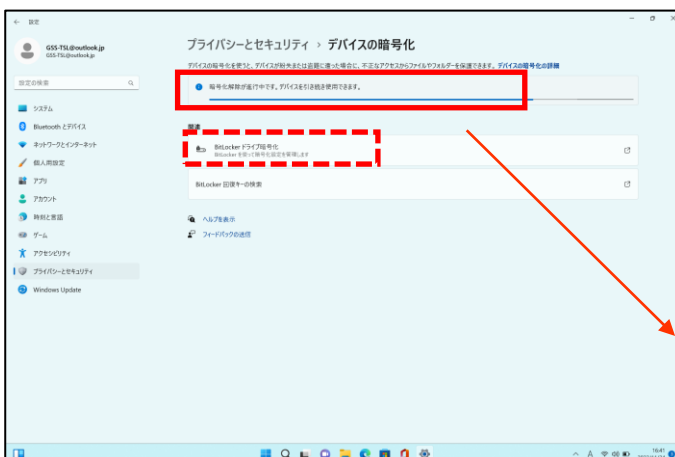 設定
GSS-TSL@outlook.jp
GSS-TSL@outlook.jp
設定の検索
システム
Bluetooth とデバイス
ネットワークとインターネット
個人用設定
アプリ
アカウント
時刻と言語
ゲーム
アクセシビリティ
プライバシーとセキュリティ
Windows Update
プライバシーとセキュリティ › デバイスの暗号化
デバイスの暗号化を使うと、デバイスが紛失または盗難に遭った場合に、不正なアクセスからファイルやフォルダーを保護できます。デバイスの暗号化の詳細
暗号化解除が進行中です。デバイスを引き続き使用できます。
関連
BitLocker ドライブ暗号化
BitLocker を使って暗号化設定を管理します
BitLocker 回復キーの検索
ヘルプを表示
フィードバックの送信
A
16:41